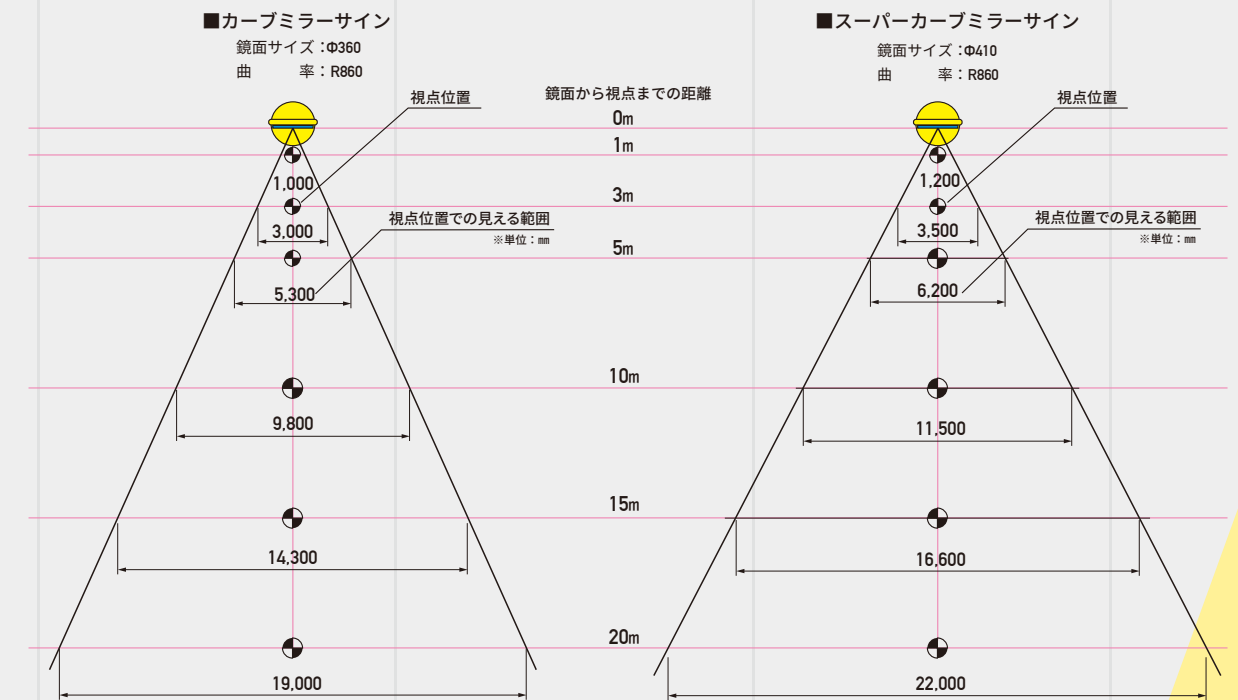 ■カーブミラーサイン
鏡面サイズ：Φ360
曲　　　率：R860
視点位置
1,000
3,000
視点位置での見える範囲
※単位：㎜
5,300
9,800
14,300
19,000
鏡面から視点までの距離
0m
1m
3m
5m
10m
15m
20m
■スーパーカーブミラーサイン
鏡面サイズ：Φ410
曲　　　率：R860
視点位置
1,200
3,500
視点位置での見える範囲
※単位：㎜
6,200
11,500
16,600
22,000